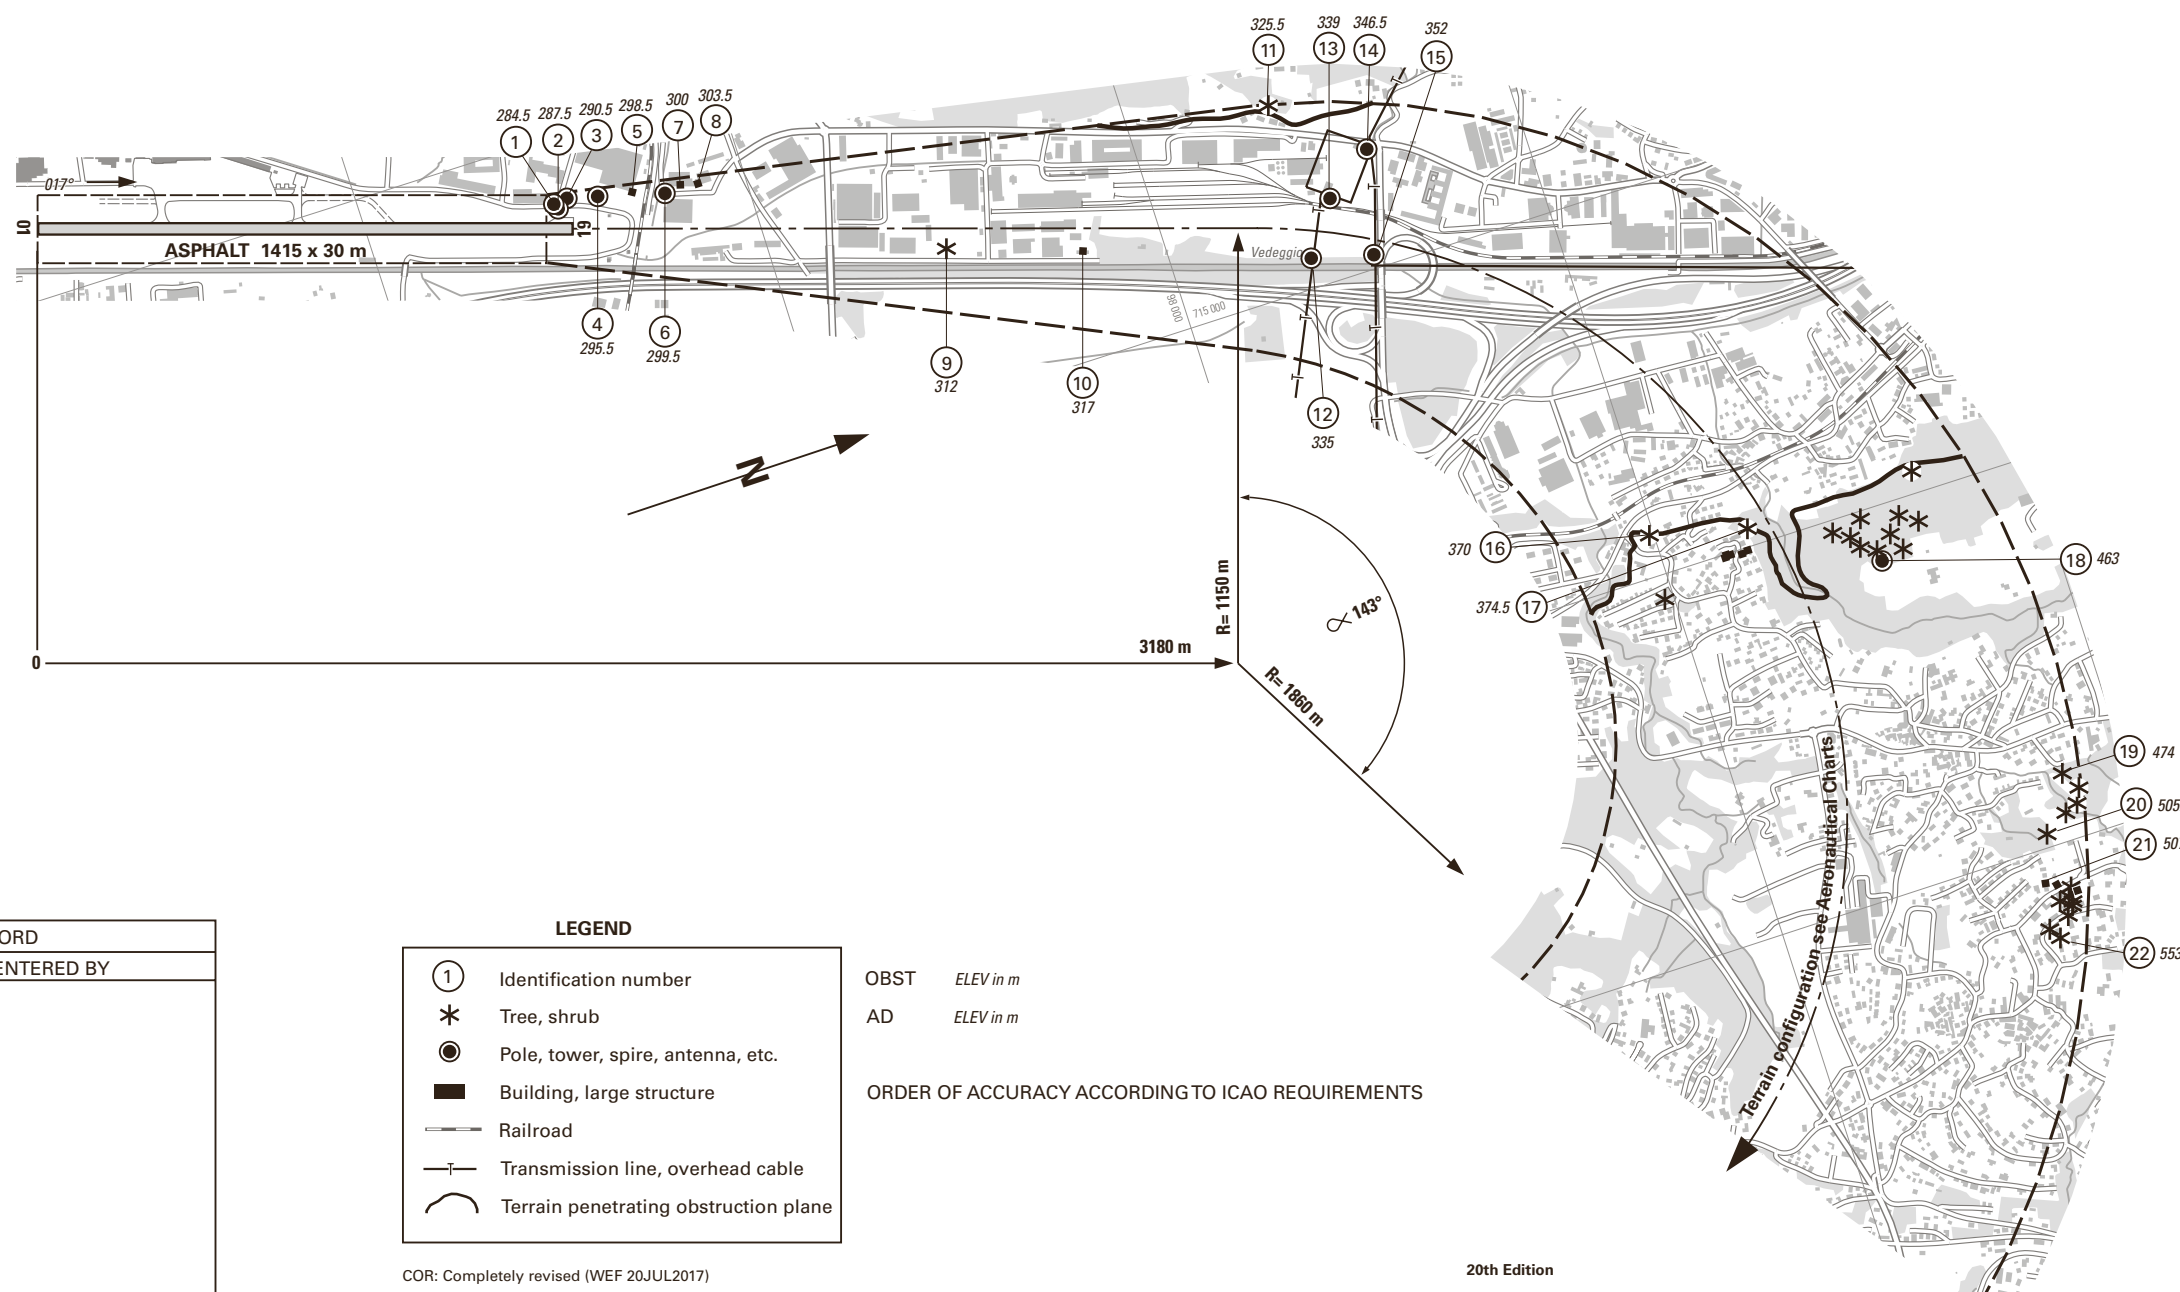 325.5 339 346.5 352
11 13 14 15
284.5 287.5 290.5 298.5 300 303.5
1 2 3 5 7 8
017°
01
19
ASPHALT 1415 x 30 m
Vedeggio
98 000
715 000
4
295.5
6
299.5
9
312
10
317
12
335
N
370 16
374.5 17
18 463
R= 1150 m
∝ 143°
3180 m
0
R= 1860 m
19 474
20 505
21
22 553
Terrain configuration see Aeronautical Charts
ORD
ENTERED BY
LEGEND
1 Identification number
Tree, shrub
Pole, tower, spire, antenna, etc.
Building, large structure
Railroad
Transmission line, overhead cable
Terrain penetrating obstruction plane
OBST ELEV in m
AD ELEV in m
ORDER OF ACCURACY ACCORDING TO ICAO REQUIREMENTS
COR: Completely revised (WEF 20JUL2017)
20th Edition